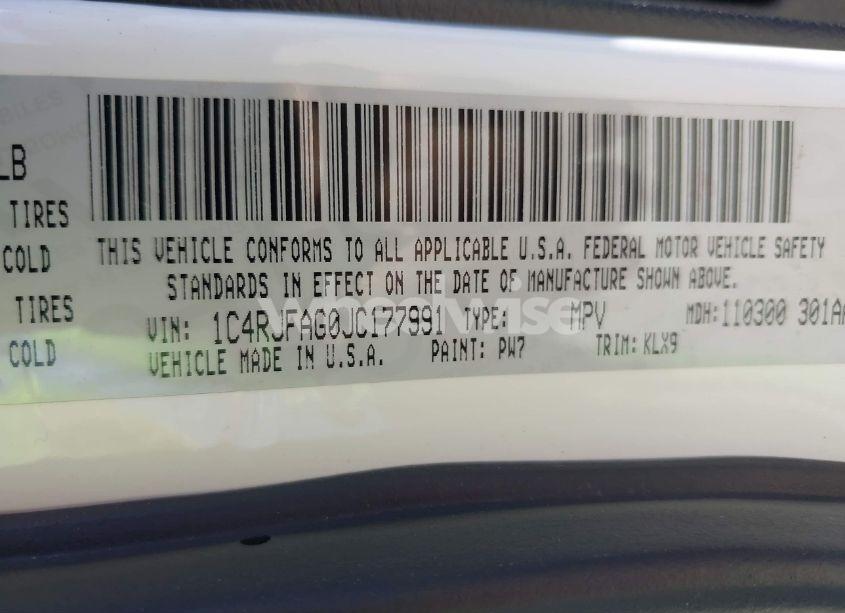 LB
TIRES
COLD
TIRES
COLD
THIS VEHICLE CONFORMS TO ALL APPLICABLE U.S.A. FEDERAL MOTOR VEHICLE SAFETY
STANDARDS IN EFFECT ON THE DATE OF MANUFACTURE SHOWN ABOVE.
VIN: 1C4RJFAG0JC177991 TYPE: MPV MDH:110300 301AA
VEHICLE MADE IN U.S.A. PAINT: PW7 TRIM: KLX9
wheelwise